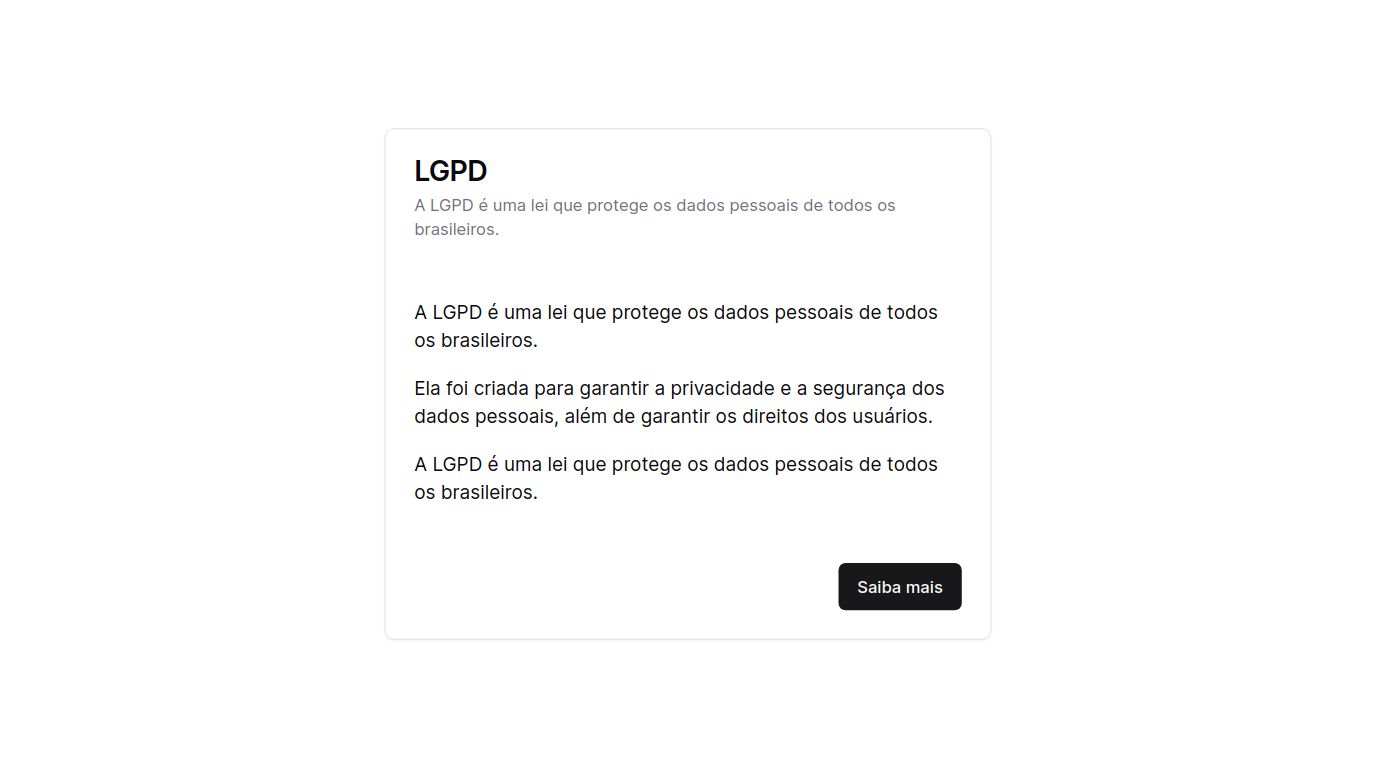 LGPD
A LGPD é uma lei que protege os dados pessoais de todos os
brasileiros.
A LGPD é uma lei que protege os dados pessoais de todos
os brasileiros.
Ela foi criada para garantir a privacidade e a segurança dos
dados pessoais, além de garantir os direitos dos usuários.
A LGPD é uma lei que protege os dados pessoais de todos
os brasileiros.
Saiba mais